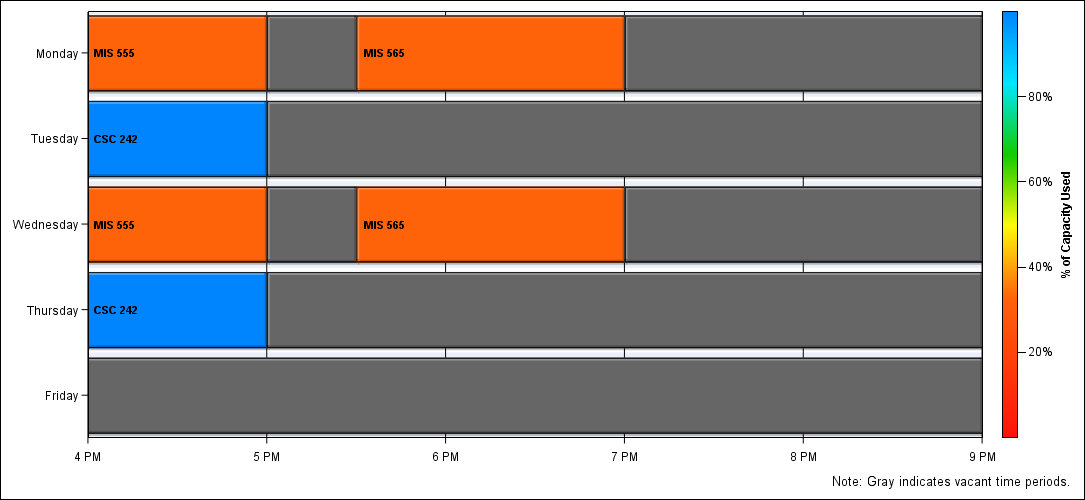 Monday
MIS 555
MIS 565
Tuesday
CSC 242
Wednesday
MIS 555
MIS 565
Thursday
CSC 242
Friday
4 PM
5 PM
6 PM
7 PM
8 PM
9 PM
80%
60%
40%
20%
% of Capacity Used
Note: Gray indicates vacant time periods.